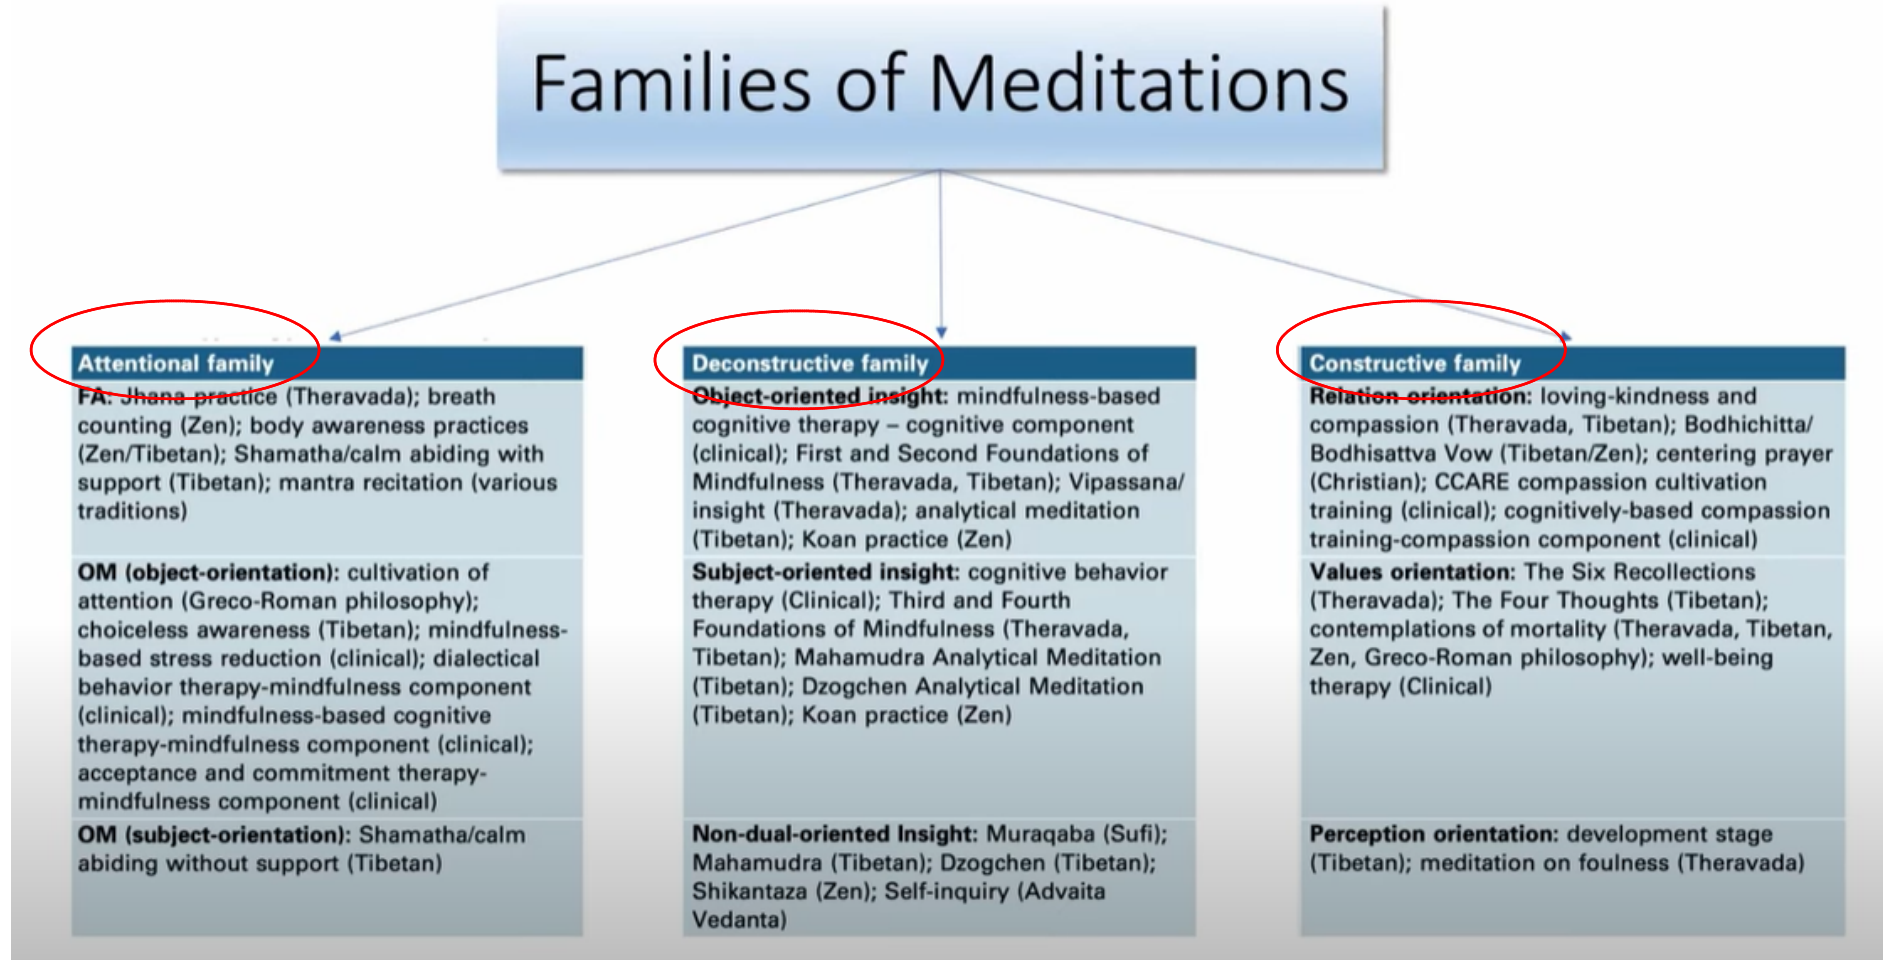 Families of Meditations
Attentional family
FA: Jhana practice (Theravada); breath
counting (Zen); body awareness practices
(Zen/Tibetan); Shamatha/calm abiding with
support (Tibetan); mantra recitation (various
traditions)
OM (object-orientation): cultivation of
attention (Greco-Roman philosophy);
choiceless awareness (Tibetan); mindfulness-
based stress reduction (clinical); dialectical
behavior therapy-mindfulness component
(clinical); mindfulness-based cognitive
therapy-mindfulness component (clinical);
acceptance and commitment therapy-
mindfulness component (clinical)
OM (subject-orientation): Shamatha/calm
abiding without support (Tibetan)
Deconstructive family
Object-oriented insight: mindfulness-based
cognitive therapy – cognitive component
(clinical); First and Second Foundations of
Mindfulness (Theravada, Tibetan); Vipassana/
insight (Theravada); analytical meditation
(Tibetan); Koan practice (Zen)
Subject-oriented insight: cognitive behavior
therapy (Clinical); Third and Fourth
Foundations of Mindfulness (Theravada,
Tibetan); Mahamudra Analytical Meditation
(Tibetan); Dzogchen Analytical Meditation
(Tibetan); Koan practice (Zen)
Non-dual-oriented Insight: Muraqaba (Sufi);
Mahamudra (Tibetan); Dzogchen (Tibetan);
Shikantaza (Zen); Self-inquiry (Advaita
Vedanta)
Constructive family
Relation orientation: loving-kindness and
compassion (Theravada, Tibetan); Bodhichitta/
Bodhisattva Vow (Tibetan/Zen); centering prayer
(Christian); CCARE compassion cultivation
training (clinical); cognitively-based compassion
training-compassion component (clinical)
Values orientation: The Six Recollections
(Theravada); The Four Thoughts (Tibetan);
contemplations of mortality (Theravada, Tibetan,
Zen, Greco-Roman philosophy); well-being
therapy (Clinical)
Perception orientation: development stage
(Tibetan); meditation on foulness (Theravada)